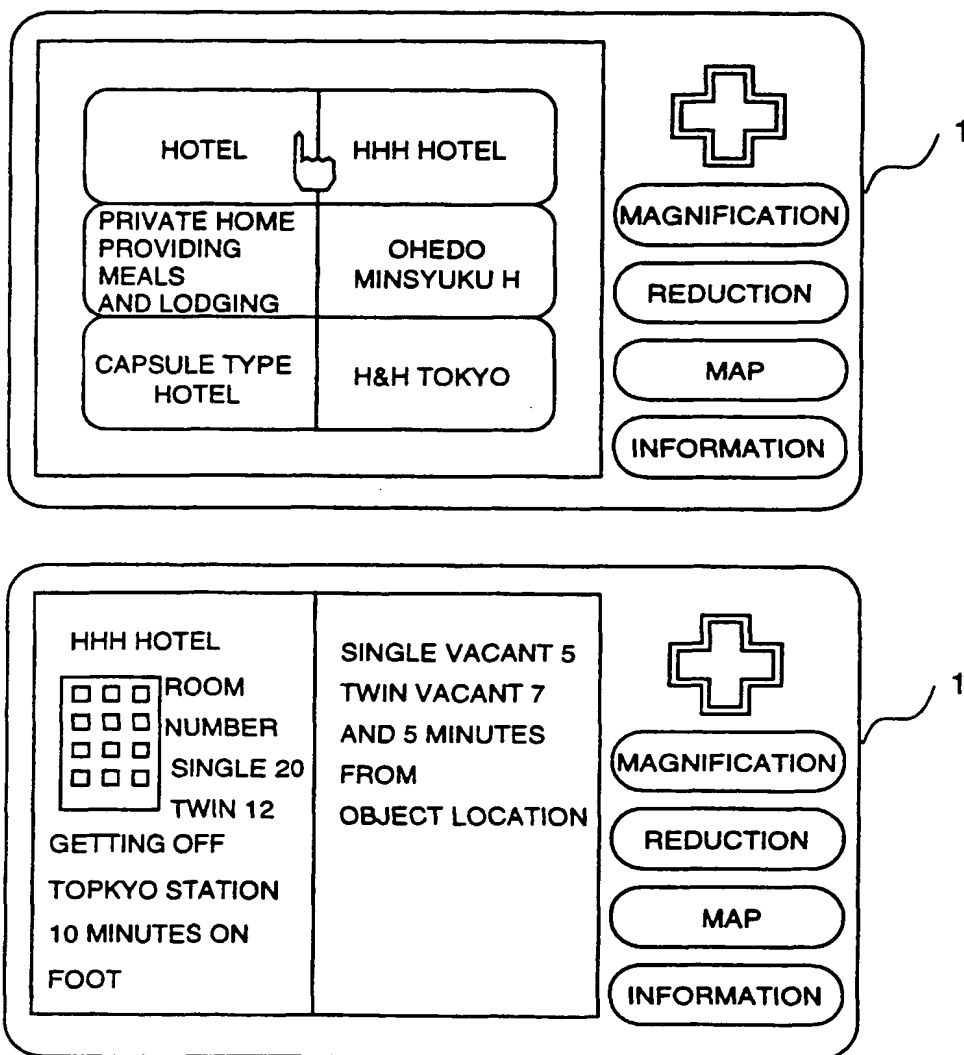 HOTEL
HHH HOTEL
PRIVATE HOME
PROVIDING
MEALS
AND LODGING
OHEDO
MINSYUKU H
CAPSULE TYPE
HOTEL
H&H TOKYO
MAGNIFICATION
REDUCTION
MAP
INFORMATION
1
HHH HOTEL
ROOM
NUMBER
SINGLE 20
TWIN 12
GETTING OFF
TOPKYO STATION
10 MINUTES ON
FOOT
SINGLE VACANT 5
TWIN VACANT 7
AND 5 MINUTES
FROM
OBJECT LOCATION
MAGNIFICATION
REDUCTION
MAP
INFORMATION
1